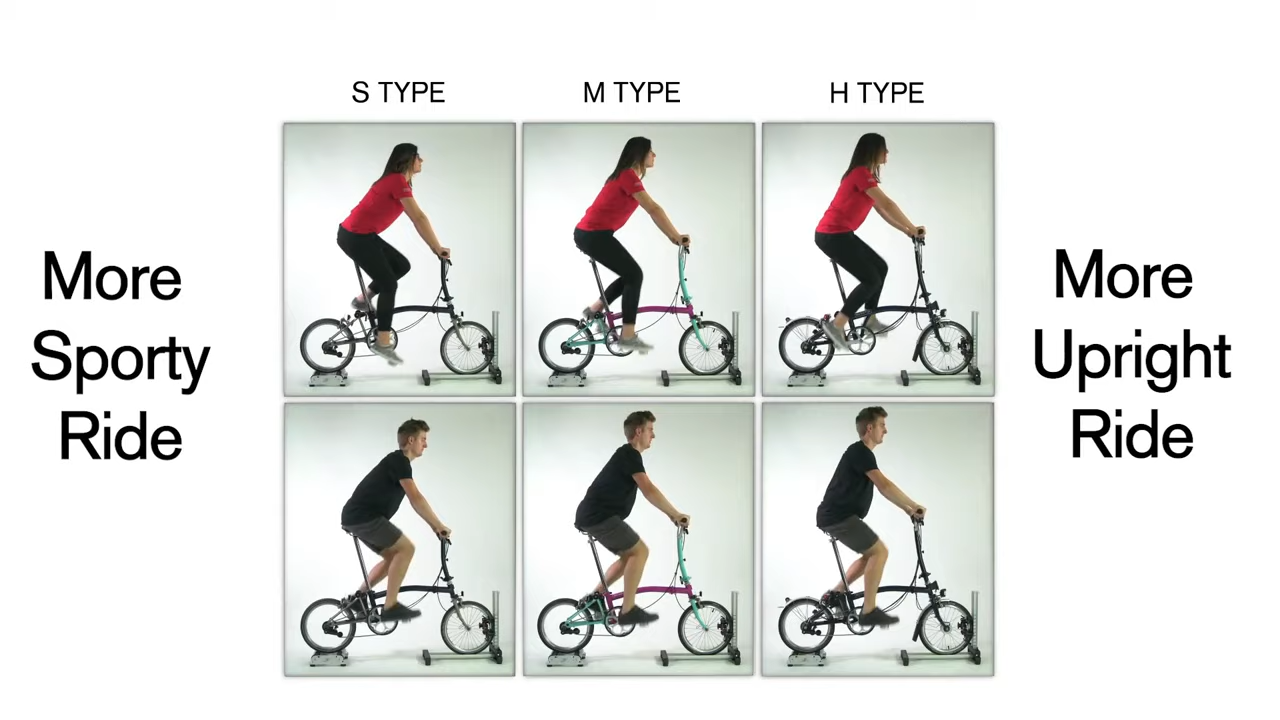 S TYPE
M TYPE
H TYPE
More
Sporty
Ride
More
Upright
Ride